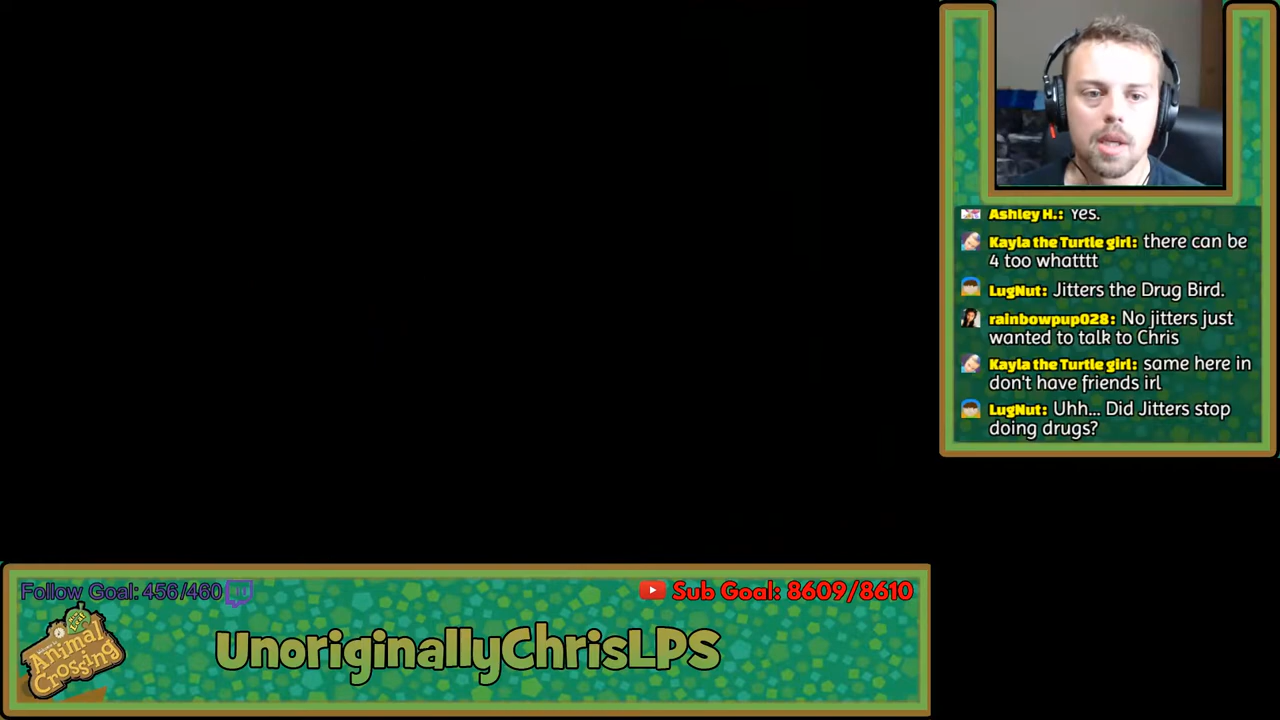 Ashley H.: Yes.
Kayla the Turtle girl: there can be
4 too whatttt
LugNut: Jitters the Drug Bird.
rainbowpup028: No jitters just
wanted to talk to Chris
Kayla the Turtle girl: same here in
don't have friends irl
LugNut: Uhh... Did Jitters stop
doing drugs?
Follow Goal: 456/460
Sub Goal: 8609/8610
Animal
Crossing
UnoriginallyChrisLPS